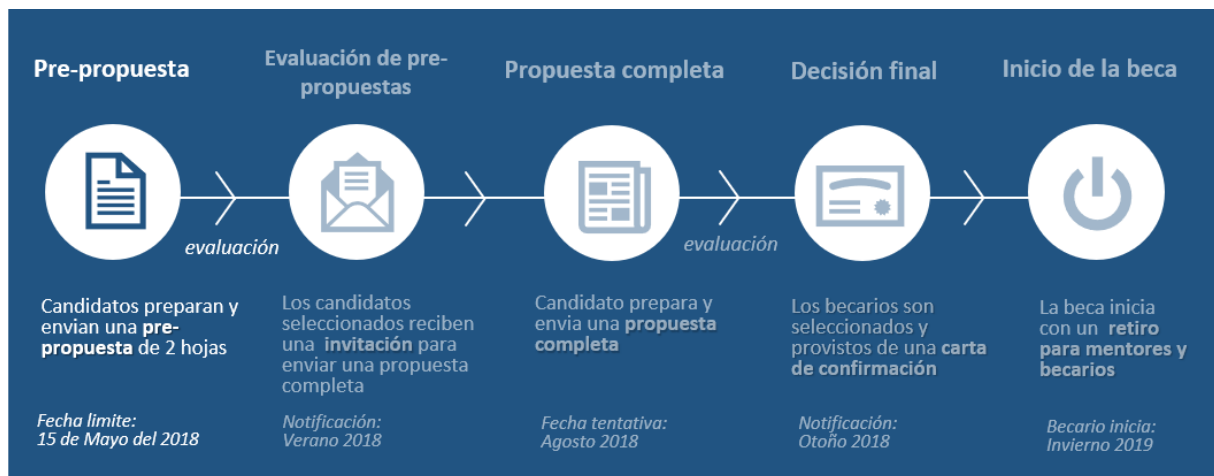 Pre-propuesta
Evaluación de pre-
propuestas
Propuesta completa
Decisión final
Inicio de la beca
evaluación
evaluación
Candidatos preparan y
envian una pre-
propuesta de 2 hojas
Los candidatos
seleccionados reciben
una invitación para
enviar una propuesta
completa
Candidato prepara y
envia una propuesta
completa
Los becarios son
seleccionados y
provistos de una carta
de confirmación
La beca inicia
con un retiro
para mentores y
becarios
Fecha limite:
15 de Mayo del 2018
Notificación:
Verano 2018
Fecha tentativa:
Agosto 2018
Notificación:
Otoño 2018
Becario inicia:
Invierno 2019